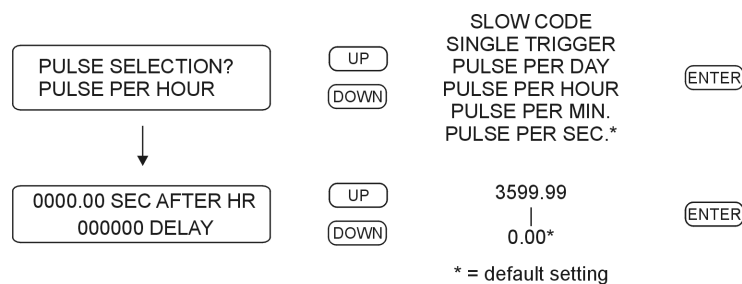 SLOW CODE
SINGLE TRIGGER
PULSE PER DAY
PULSE PER HOUR
PULSE PER MIN.
PULSE PER SEC.*
PULSE SELECTION?
PULSE PER HOUR
UP
DOWN
ENTER
0000.00 SEC AFTER HR
000000 DELAY
UP
DOWN
3599.99
0.00*
ENTER
* = default setting